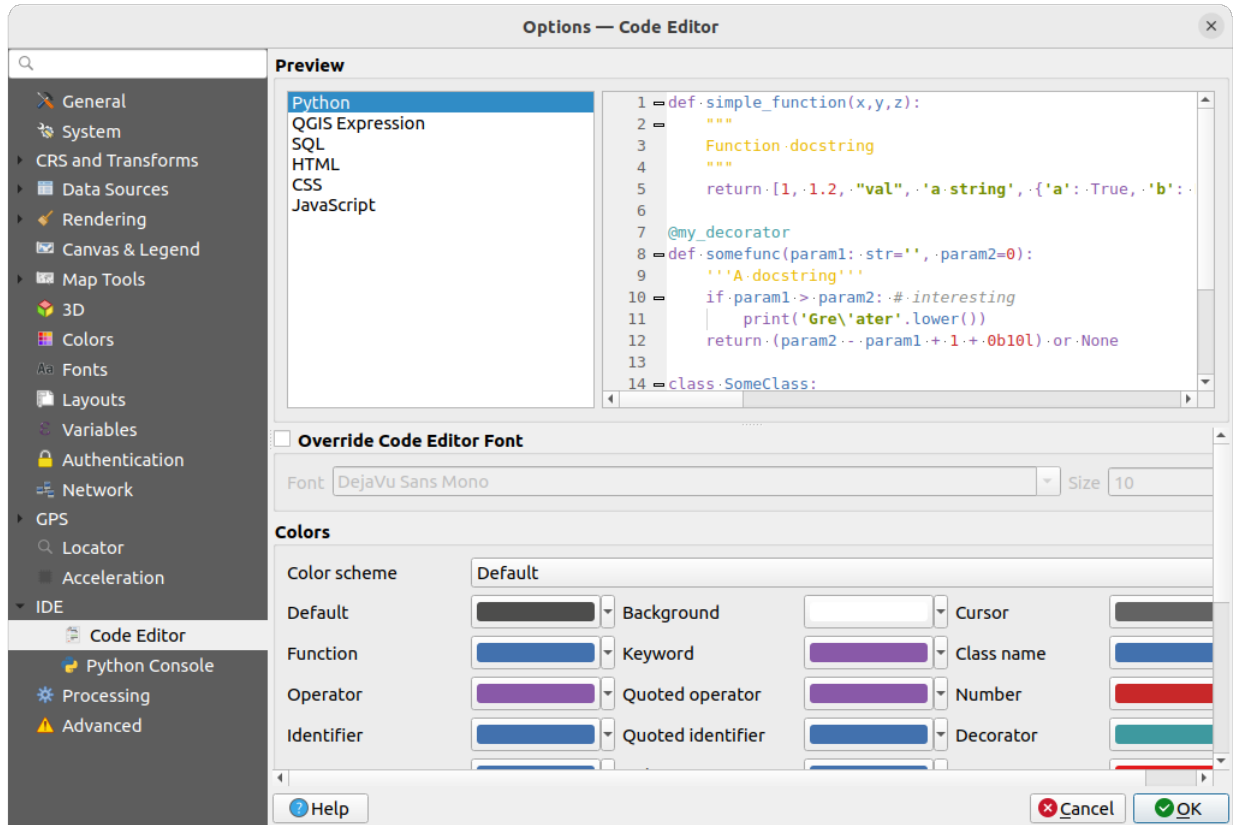 Options — Code Editor
General
System
CRS and Transforms
Data Sources
Rendering
Canvas & Legend
Map Tools
3D
Colors
Aa Fonts
Layouts
Variables
Authentication
Network
GPS
Locator
Acceleration
IDE
Code Editor
Python Console
Processing
Advanced
Preview
Python
QGIS Expression
SQL
HTML
CSS
JavaScript
1 def·simple_function(x,y,z):
2 """
3 Function·docstring
4 """
5 return·[1,·1.2,·"val",·'a·string',·{'a':·True,·'b':·
6
7 @my_decorator
8 def·somefunc(param1:·str='',·param2=0):
9 '''A·docstring'''
10 if·param1·>·param2:·#·interesting
11 print('Gre\'ater'.lower())
12 return·(param2·-·param1·+·1·+·0b10l)·or·None
13
14 class·SomeClass:
Override Code Editor Font
Font DejaVu Sans Mono Size 10
Colors
Color scheme Default
Default Background Cursor
Function Keyword Class name
Operator Quoted operator Number
Identifier Quoted identifier Decorator
Help Cancel OK